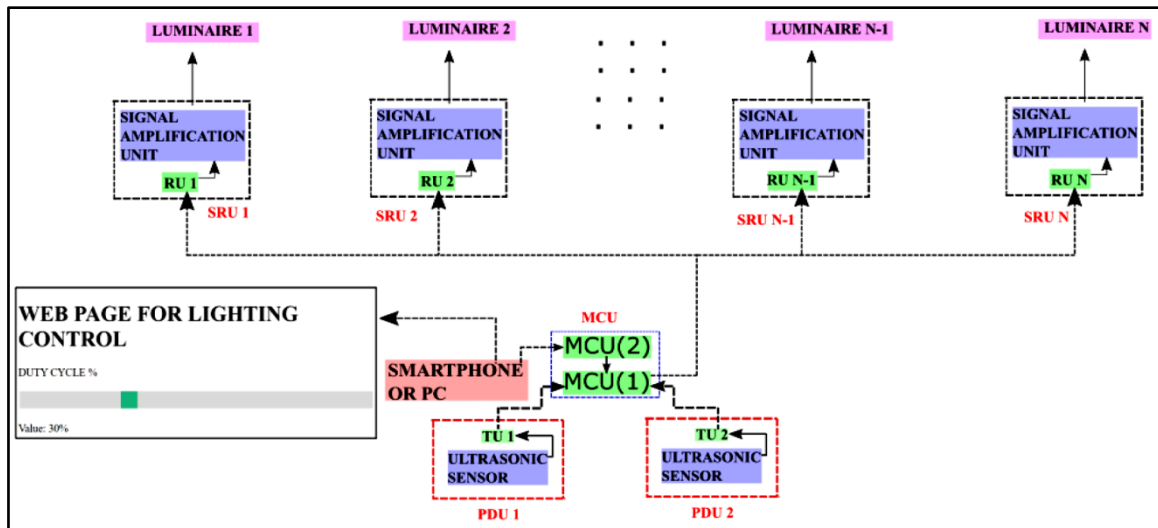 LUMINAIRE 1
LUMINAIRE 2
LUMINAIRE N-1
LUMINAIRE N
SIGNAL
AMPLIFICATION
UNIT
RU 1
SRU 1
SIGNAL
AMPLIFICATION
UNIT
RU 2
SRU 2
SIGNAL
AMPLIFICATION
UNIT
RU N-1
SRU N-1
SIGNAL
AMPLIFICATION
UNIT
RU N
SRU N
WEB PAGE FOR LIGHTING
CONTROL
DUTY CYCLE %
Value: 30%
SMARTPHONE
OR PC
MCU
MCU(2)
MCU(1)
TU 1
ULTRASONIC
SENSOR
PDU 1
TU 2
ULTRASONIC
SENSOR
PDU 2